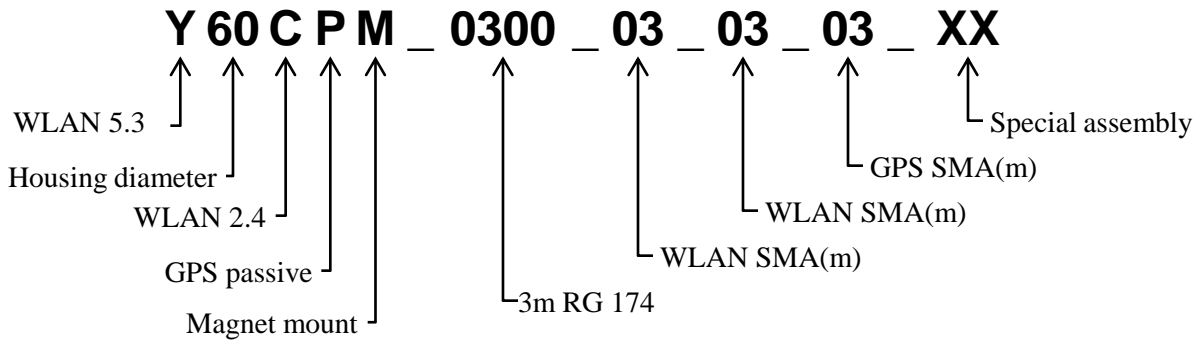 Y 60 C P M _ 0300 _ 03 _ 03 _ 03 _ XX
WLAN 5.3
Special assembly
Housing diameter
GPS SMA(m)
WLAN 2.4
WLAN SMA(m)
GPS passive
WLAN SMA(m)
Magnet mount
3m RG 174